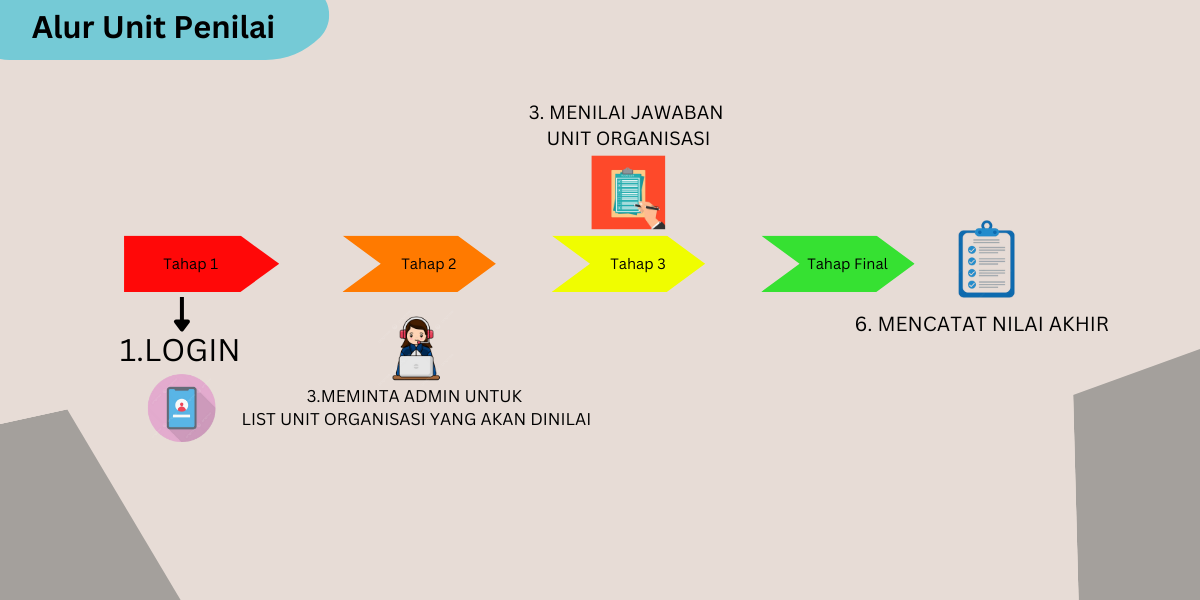 Alur Unit Penilai
3. MENILAI JAWABAN
UNIT ORGANISASI
Tahap 1
Tahap 2
Tahap 3
Tahap Final
1.LOGIN
3.MEMINTA ADMIN UNTUK
LIST UNIT ORGANISASI YANG AKAN DINILAI
6. MENCATAT NILAI AKHIR